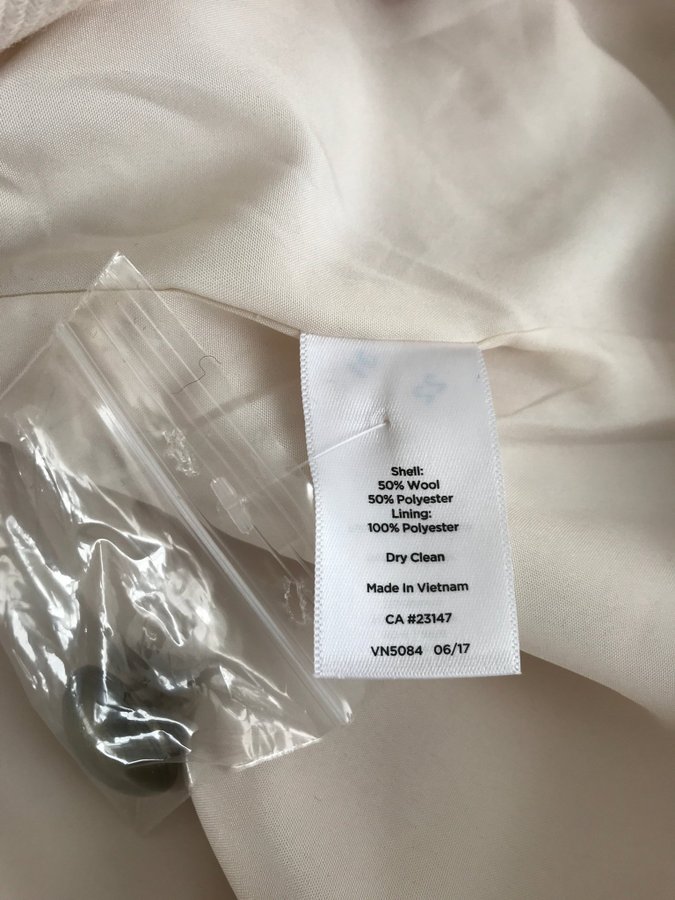 Shell:
50% Wool
50% Polyester
Lining:
100% Polyester
Dry Clean
Made In Vietnam
CA #23147
VN5084 06/17